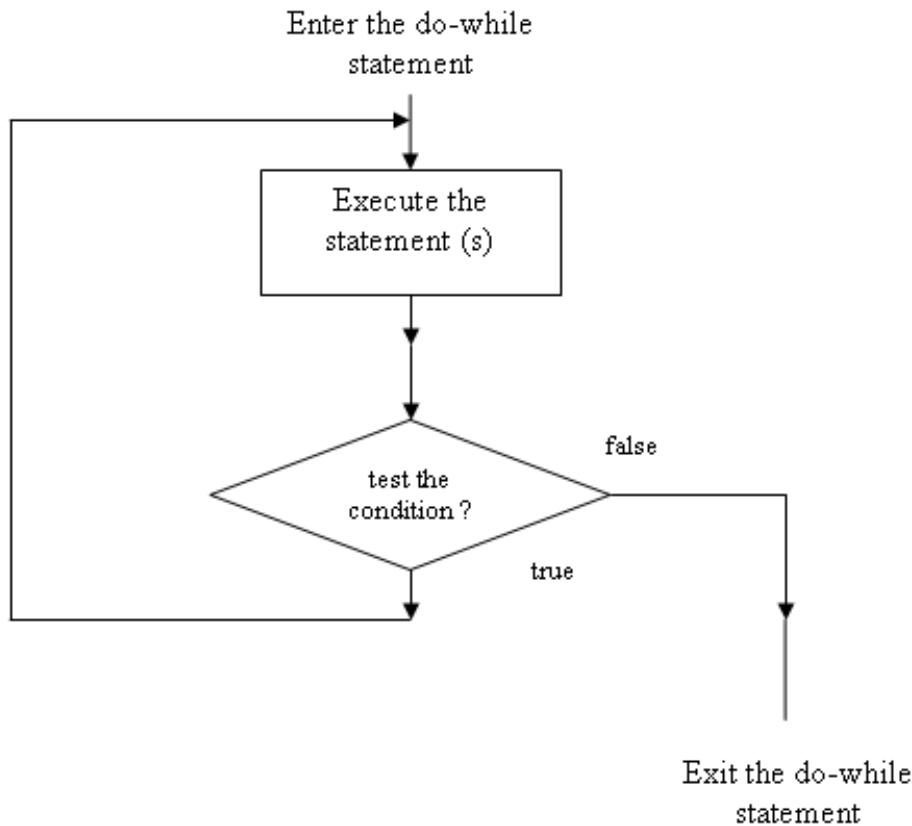 Enter the do-while
statement
Execute the
statement (s)
test the
condition ?
false
true
Exit the do-while
statement